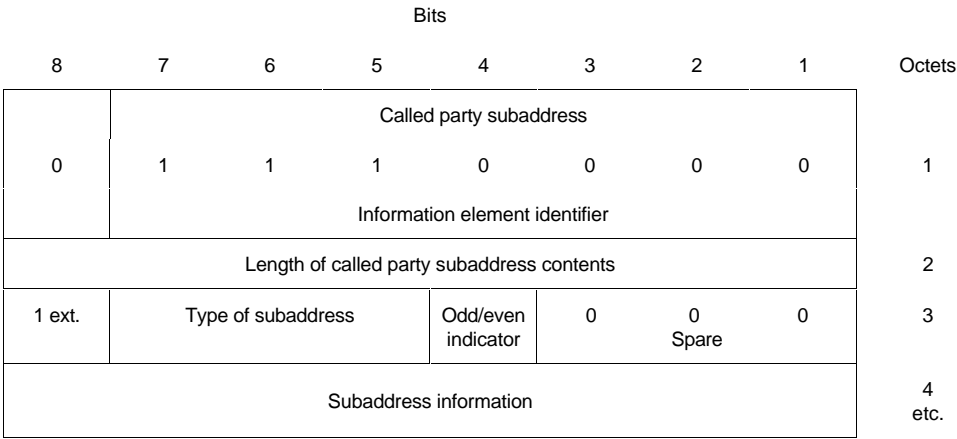 Bits
8 7 6 5 4 3 2 1 Octets
Called party subaddress
0 1 1 1 0 0 0 0 1
Information element identifier
Length of called party subaddress contents 2
1 ext. Type of subaddress Odd/even 0 0 0 3
indicator Spare
Subaddress information 4
etc.